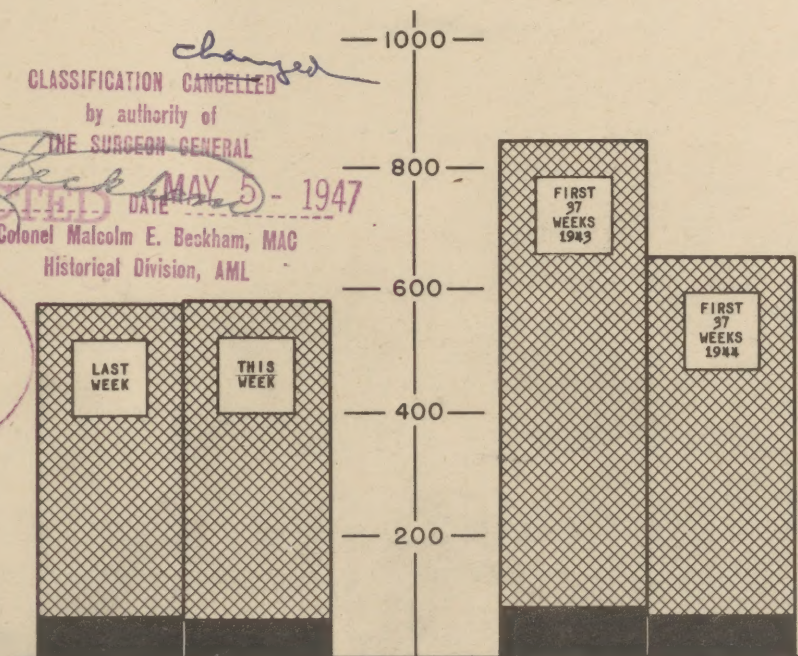 changed
CLASSIFICATION CANCELLED
by authority of
THE SURGEON GENERAL
Beckham
DATE MAY 5 - 1947
Colonel Malcolm E. Beckham, MAC
Historical Division, AML
1000
800
600
400
200
LAST
WEEK
THIS
WEEK
FIRST
37
WEEKS
1943
FIRST
37
WEEKS
1944